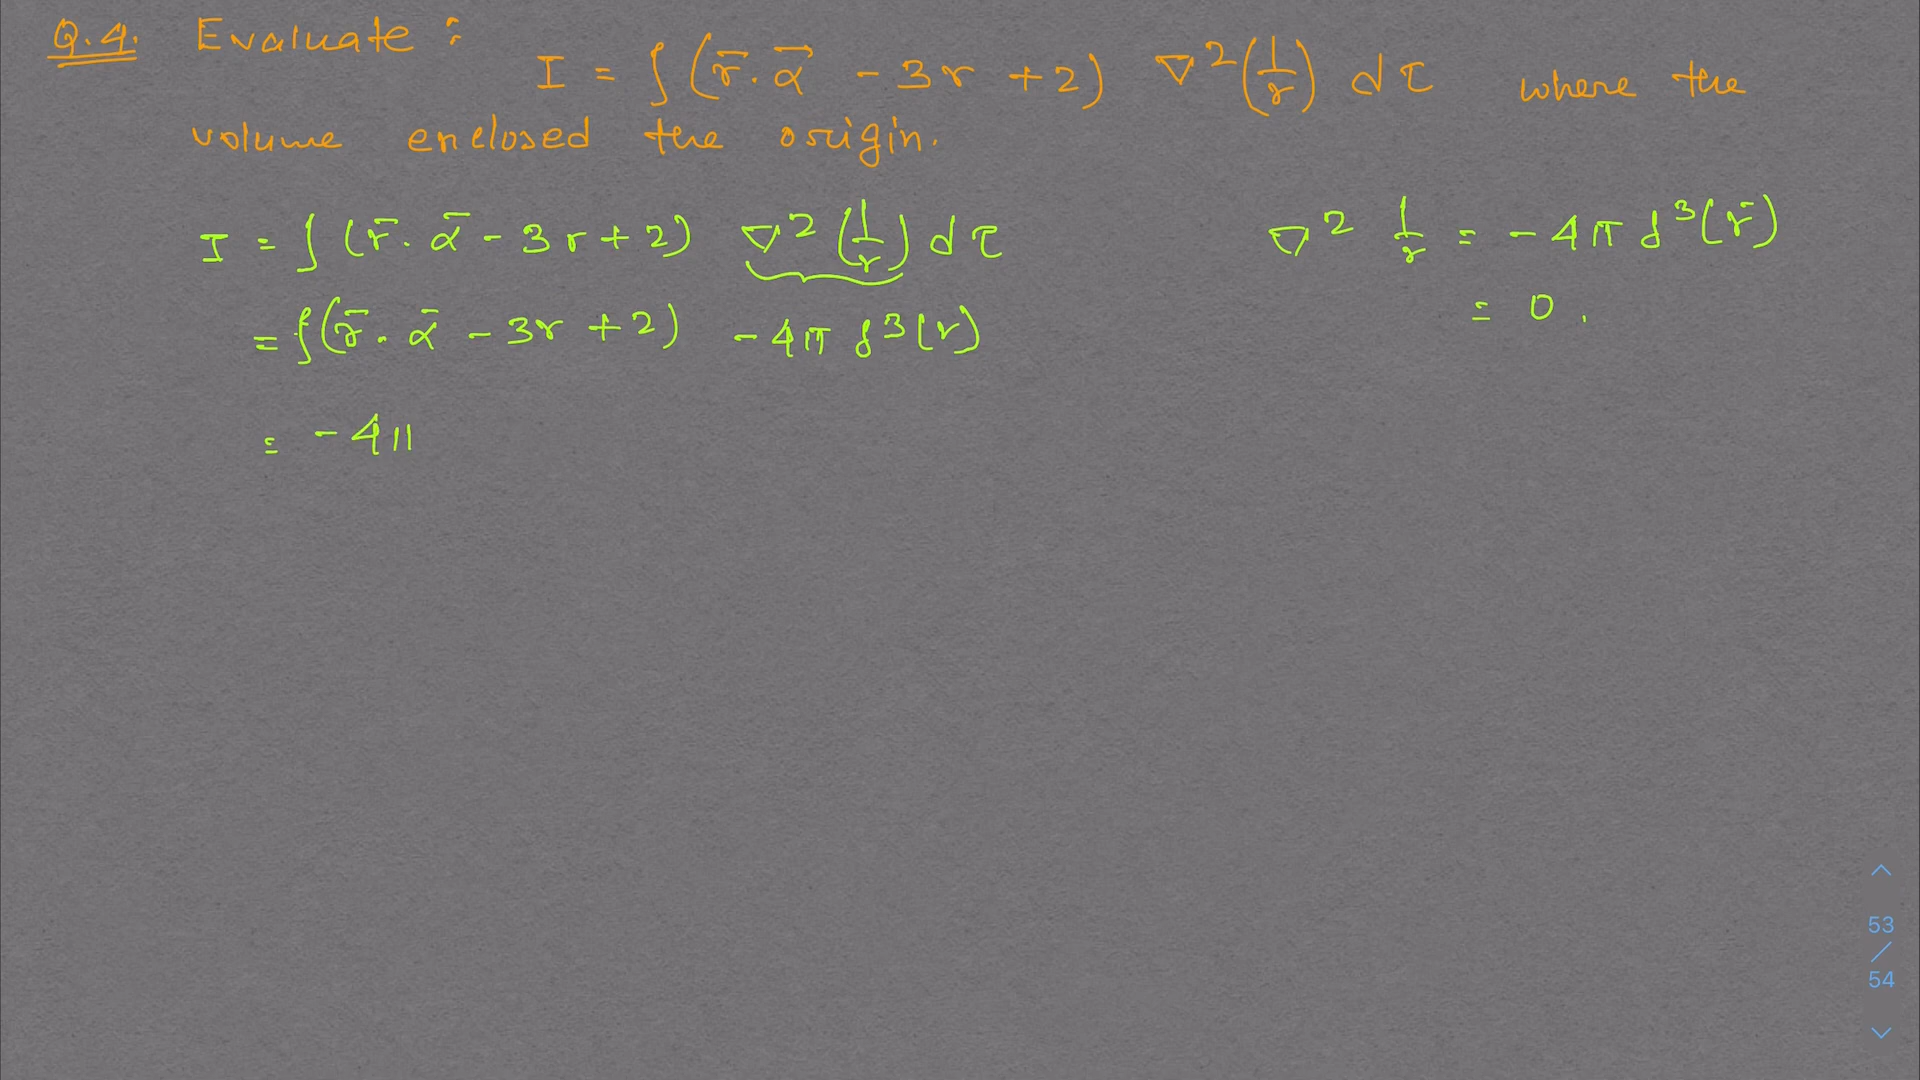 Q.4. Evaluate :
I = ∫ (r̄.α⃗ - 3r + 2) ∇²(1/r) dτ where the
volume enclosed the origin.
I = ∫ (r̄.ᾱ - 3r + 2) ∇²(1/r) dτ
∇² 1/r = -4π δ³(r̄)
= ∫(r̄.ᾱ - 3r + 2) -4π δ³(r)
= 0.
= -4π
53
/
54